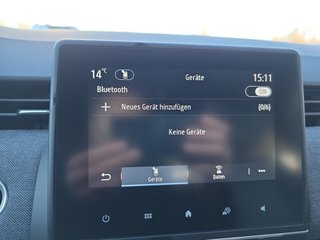 14°C Geräte 15:11
Bluetooth ON
+ Neues Gerät hinzufügen (0/6)
Keine Geräte
Geräte Daten